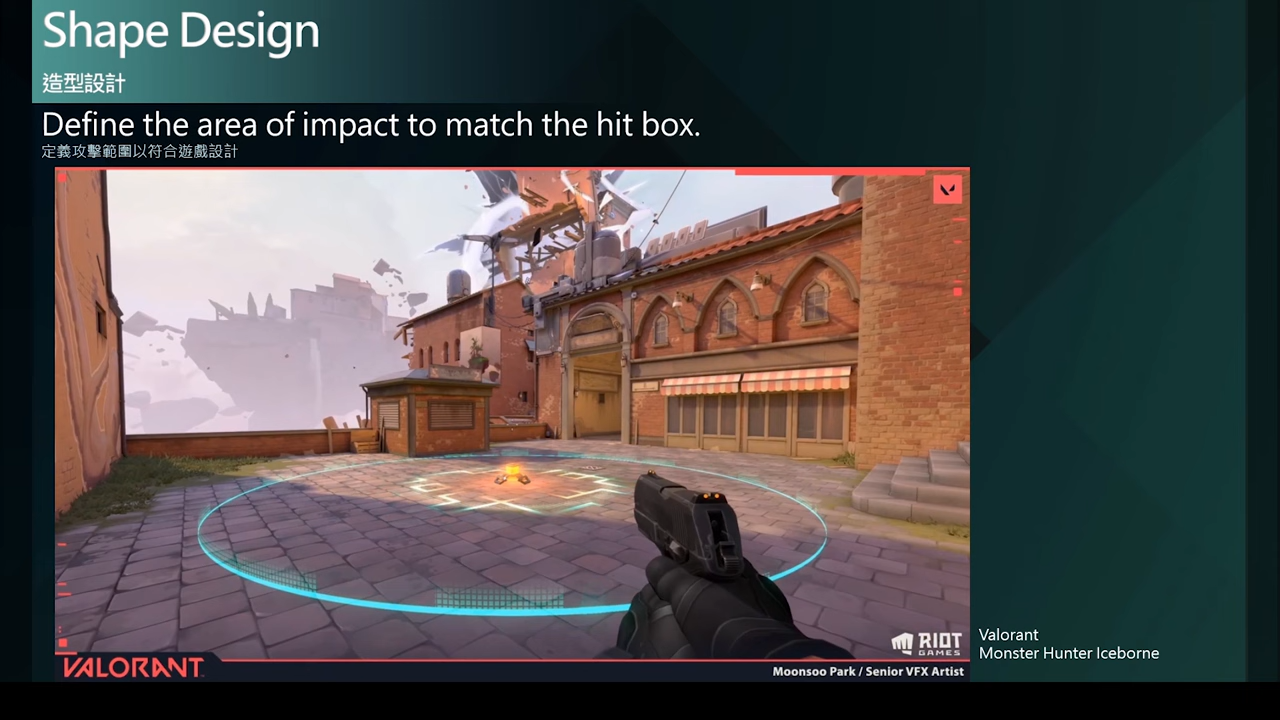 Shape Design
造型設計
Define the area of impact to match the hit box.
定義攻擊範圍以符合遊戲設計
RIOT
GAMES
VALORANT
Moonsoo Park / Senior VFX Artist
Valorant
Monster Hunter Iceborne